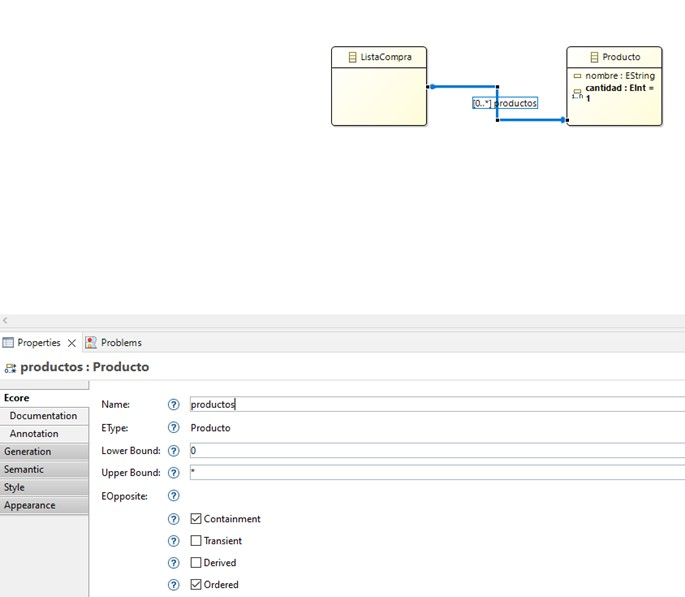 ListaCompra
Producto
nombre : EString
cantidad : EInt =
1
[0..*] productos
Properties
Problems
productos : Producto
Ecore
Documentation
Annotation
Generation
Semantic
Style
Appearance
Name: productos
EType: Producto
Lower Bound: 0
Upper Bound: *
EOpposite:
Containment
Transient
Derived
Ordered